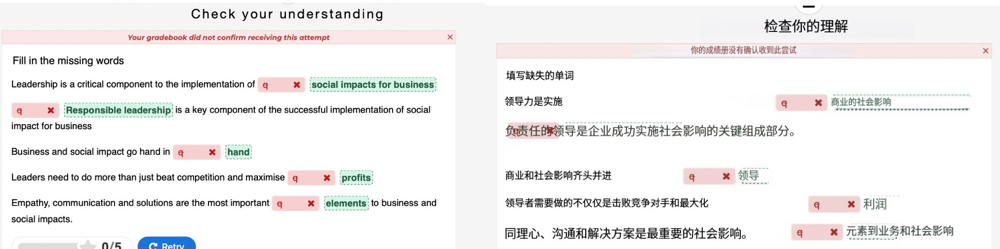 Check your understanding
Your gradebook did not confirm receiving this attempt ×
Fill in the missing words
Leadership is a critical component to the implementation of q ✖ social impacts for business
q ✖ Responsible leadership is a key component of the successful implementation of social
impact for business
Business and social impact go hand in q ✖ hand
Leaders need to do more than just beat competition and maximise q ✖ profits
Empathy, communication and solutions are the most important q ✖ elements to business and
social impacts.
0/5 Retry
检查你的理解
你的成绩册没有确认收到此尝试 ×
填写缺失的单词
领导力是实施 q ✖ 商业的社会影响
负责任的领导是企业成功实施社会影响的关键组成部分。
商业和社会影响齐头并进 q ✖ 领导
领导者需要做的不仅仅是击败竞争对手和最大化 q ✖ 利润
同理心、沟通和解决方案是最重要的社会影响。 q ✖ 元素到业务和社会影响